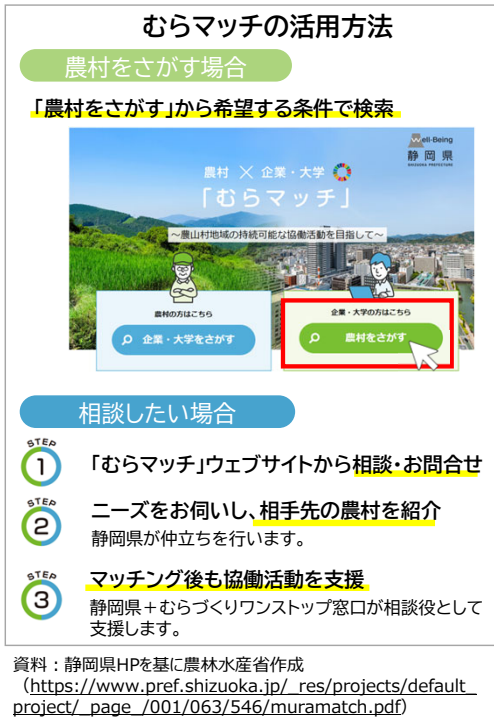 むらマッチの活用方法
農村をさがす場合
「農村をさがす」から希望する条件で検索
Well-Being
静岡県
SHIZUOKA PREFECTURE
農村 × 企業・大学
「むらマッチ」
～農山村地域の持続可能な協働活動を目指して～
農村の方はこちら
企業・大学をさがす
企業・大学の方はこちら
農村をさがす
相談したい場合
STEP
1
「むらマッチ」ウェブサイトから相談・お問合せ
STEP
2
ニーズをお伺いし、相手先の農村を紹介
静岡県が仲立ちを行います。
STEP
3
マッチング後も協働活動を支援
静岡県＋むらづくりワンストップ窓口が相談役として
支援します。
資料：静岡県HPを基に農林水産省作成
（https://www.pref.shizuoka.jp/_res/projects/default_
project/_page_/001/063/546/muramatch.pdf）